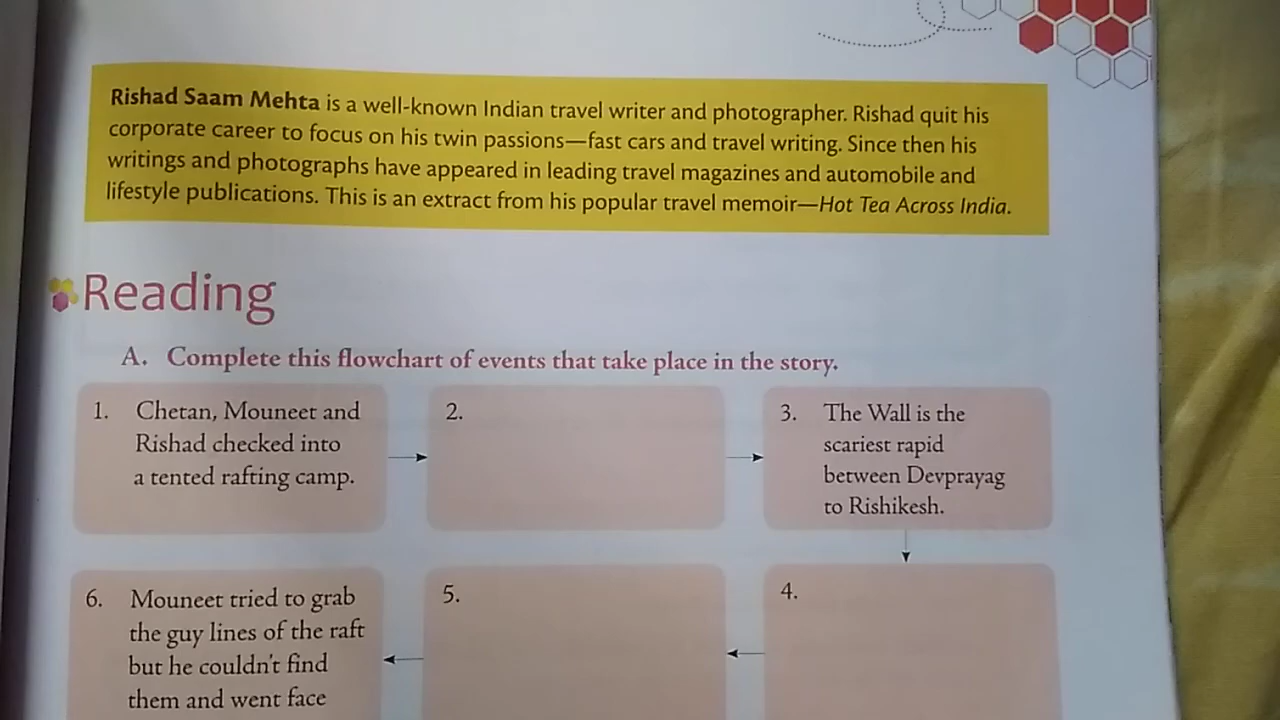 Rishad Saam Mehta is a well-known Indian travel writer and photographer. Rishad quit his
corporate career to focus on his twin passions—fast cars and travel writing. Since then his
writings and photographs have appeared in leading travel magazines and automobile and
lifestyle publications. This is an extract from his popular travel memoir—Hot Tea Across India.
Reading
A. Complete this flowchart of events that take place in the story.
1. Chetan, Mouneet and
Rishad checked into
a tented rafting camp.
2.
3. The Wall is the
scariest rapid
between Devprayag
to Rishikesh.
4.
5.
6. Mouneet tried to grab
the guy lines of the raft
but he couldn't find
them and went face